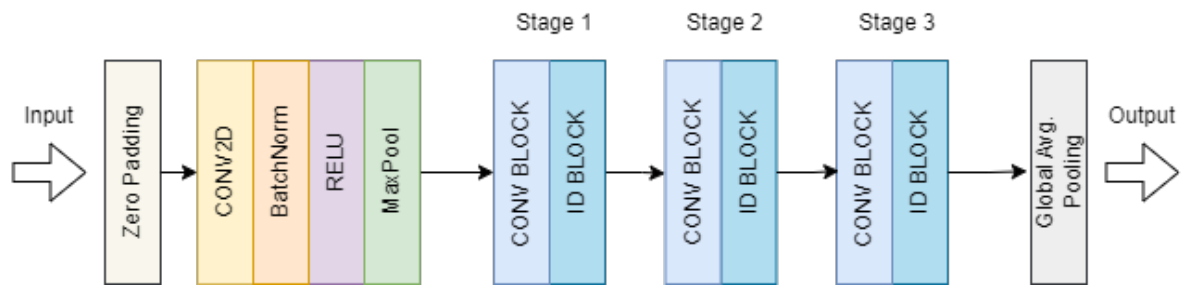 Stage 1
Stage 2
Stage 3
Input
Zero Padding
CONV2D
BatchNorm
RELU
MaxPool
CONV BLOCK
ID BLOCK
CONV BLOCK
ID BLOCK
CONV BLOCK
ID BLOCK
Global Avg.
Pooling
Output